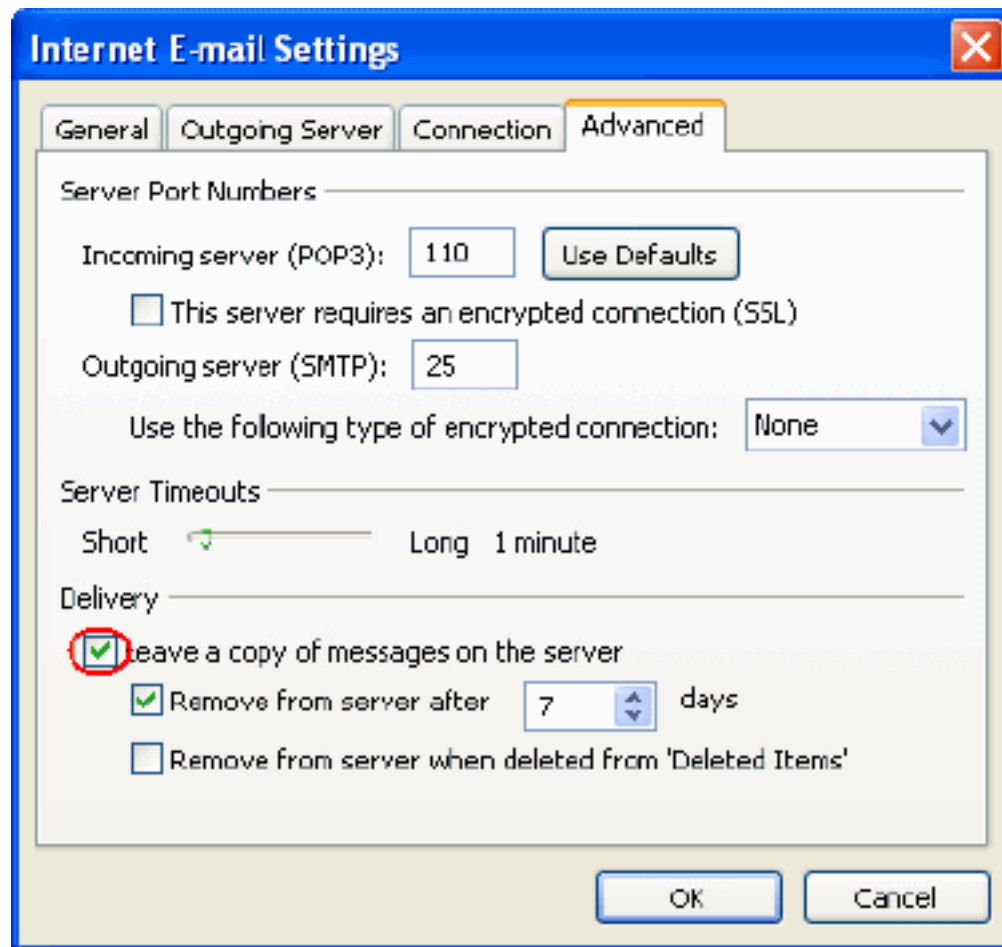 Internet E-mail Settings
General Outgoing Server Connection Advanced
Server Port Numbers
Incoming server (POP3): 110 Use Defaults
This server requires an encrypted connection (SSL)
Outgoing server (SMTP): 25
Use the following type of encrypted connection: None
Server Timeouts
Short Long 1 minute
Delivery
Leave a copy of messages on the server
Remove from server after 7 days
Remove from server when deleted from 'Deleted Items'
OK Cancel